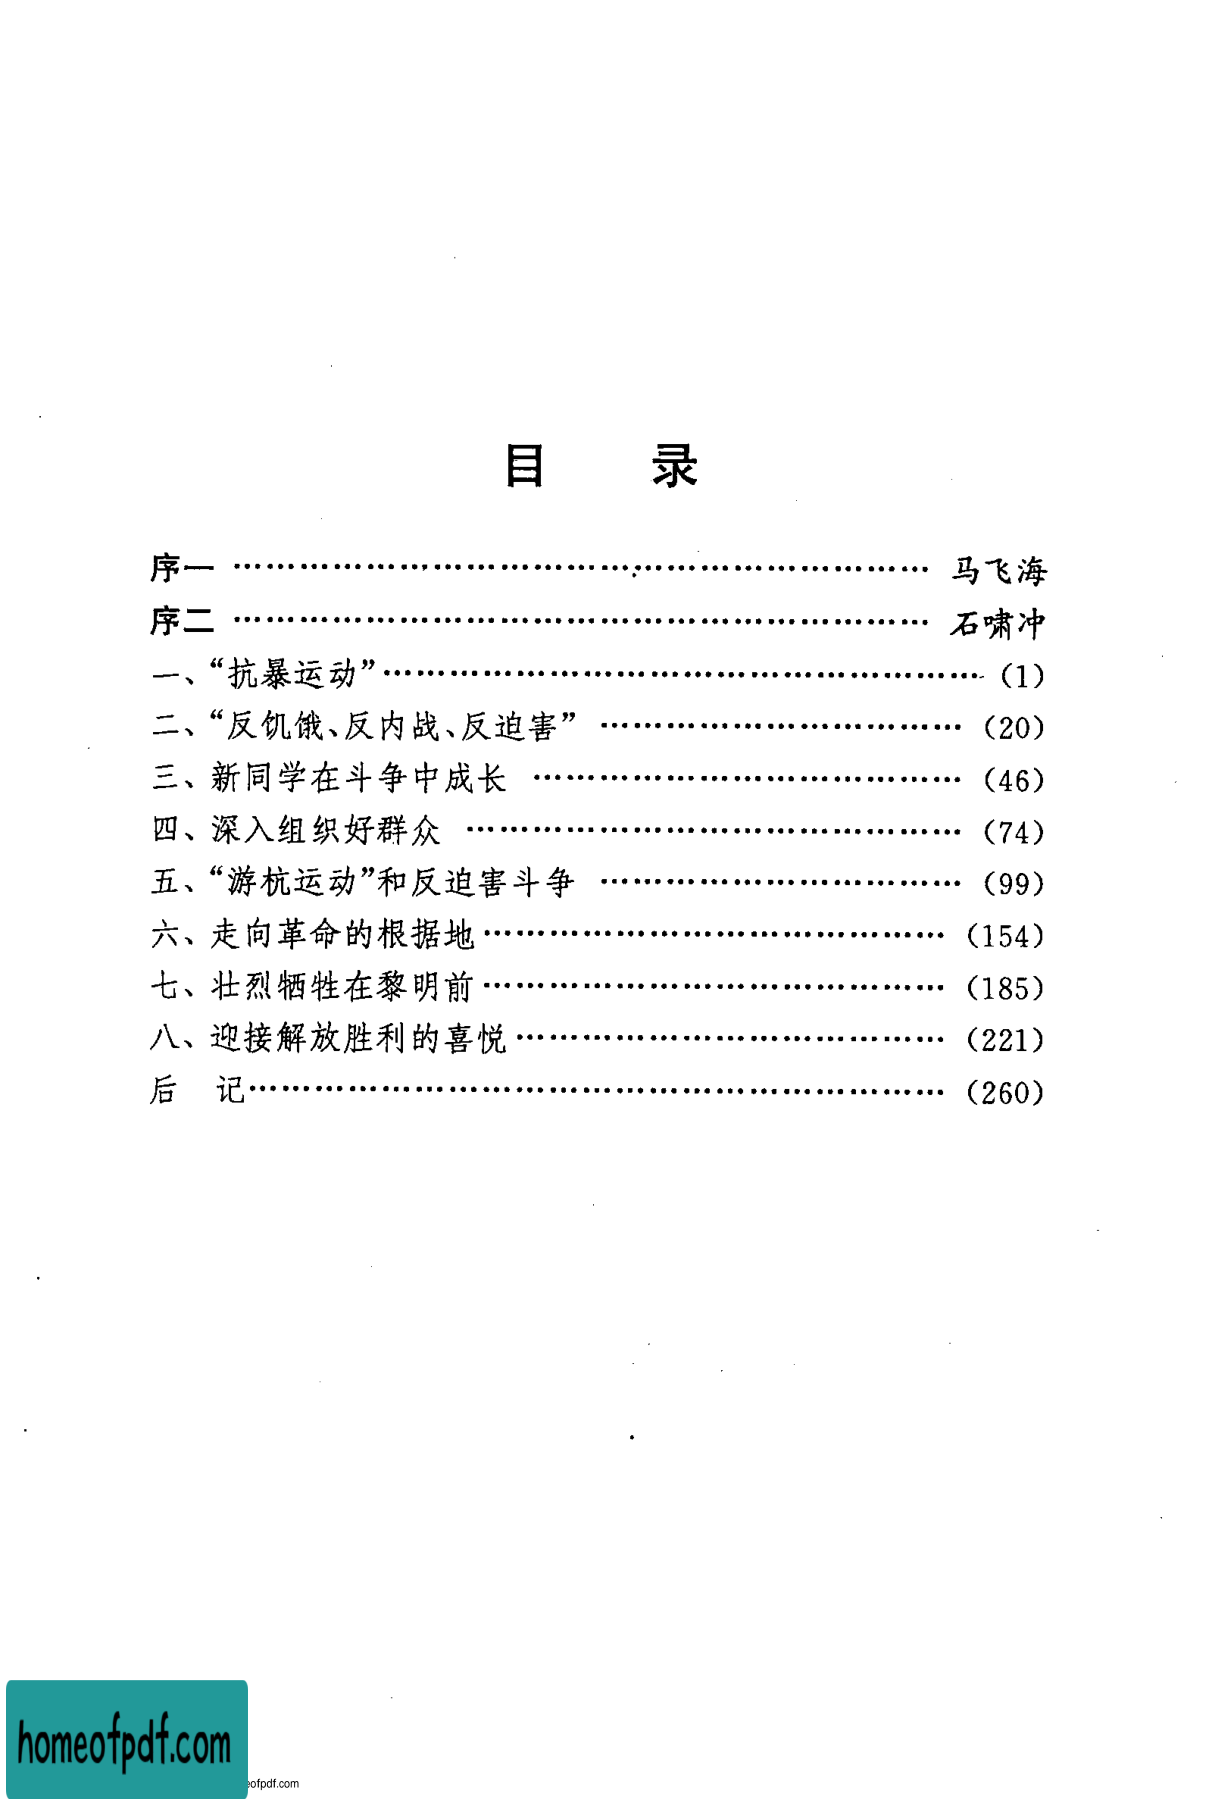 目　录
序一 …………………………………………………… 马飞海
序二 …………………………………………………… 石啸冲
一、“抗暴运动”……………………………………………… (1)
二、“反饥饿、反内战、反迫害” …………………………… (20)
三、新同学在斗争中成长 ………………………………… (46)
四、深入组织好群众 ……………………………………… (74)
五、“游杭运动”和反迫害斗争 …………………………… (99)
六、走向革命的根据地…………………………………… (154)
七、壮烈牺牲在黎明前…………………………………… (185)
八、迎接解放胜利的喜悦………………………………… (221)
后　记……………………………………………………… (260)
homeofpdf.com
eofpdf.com